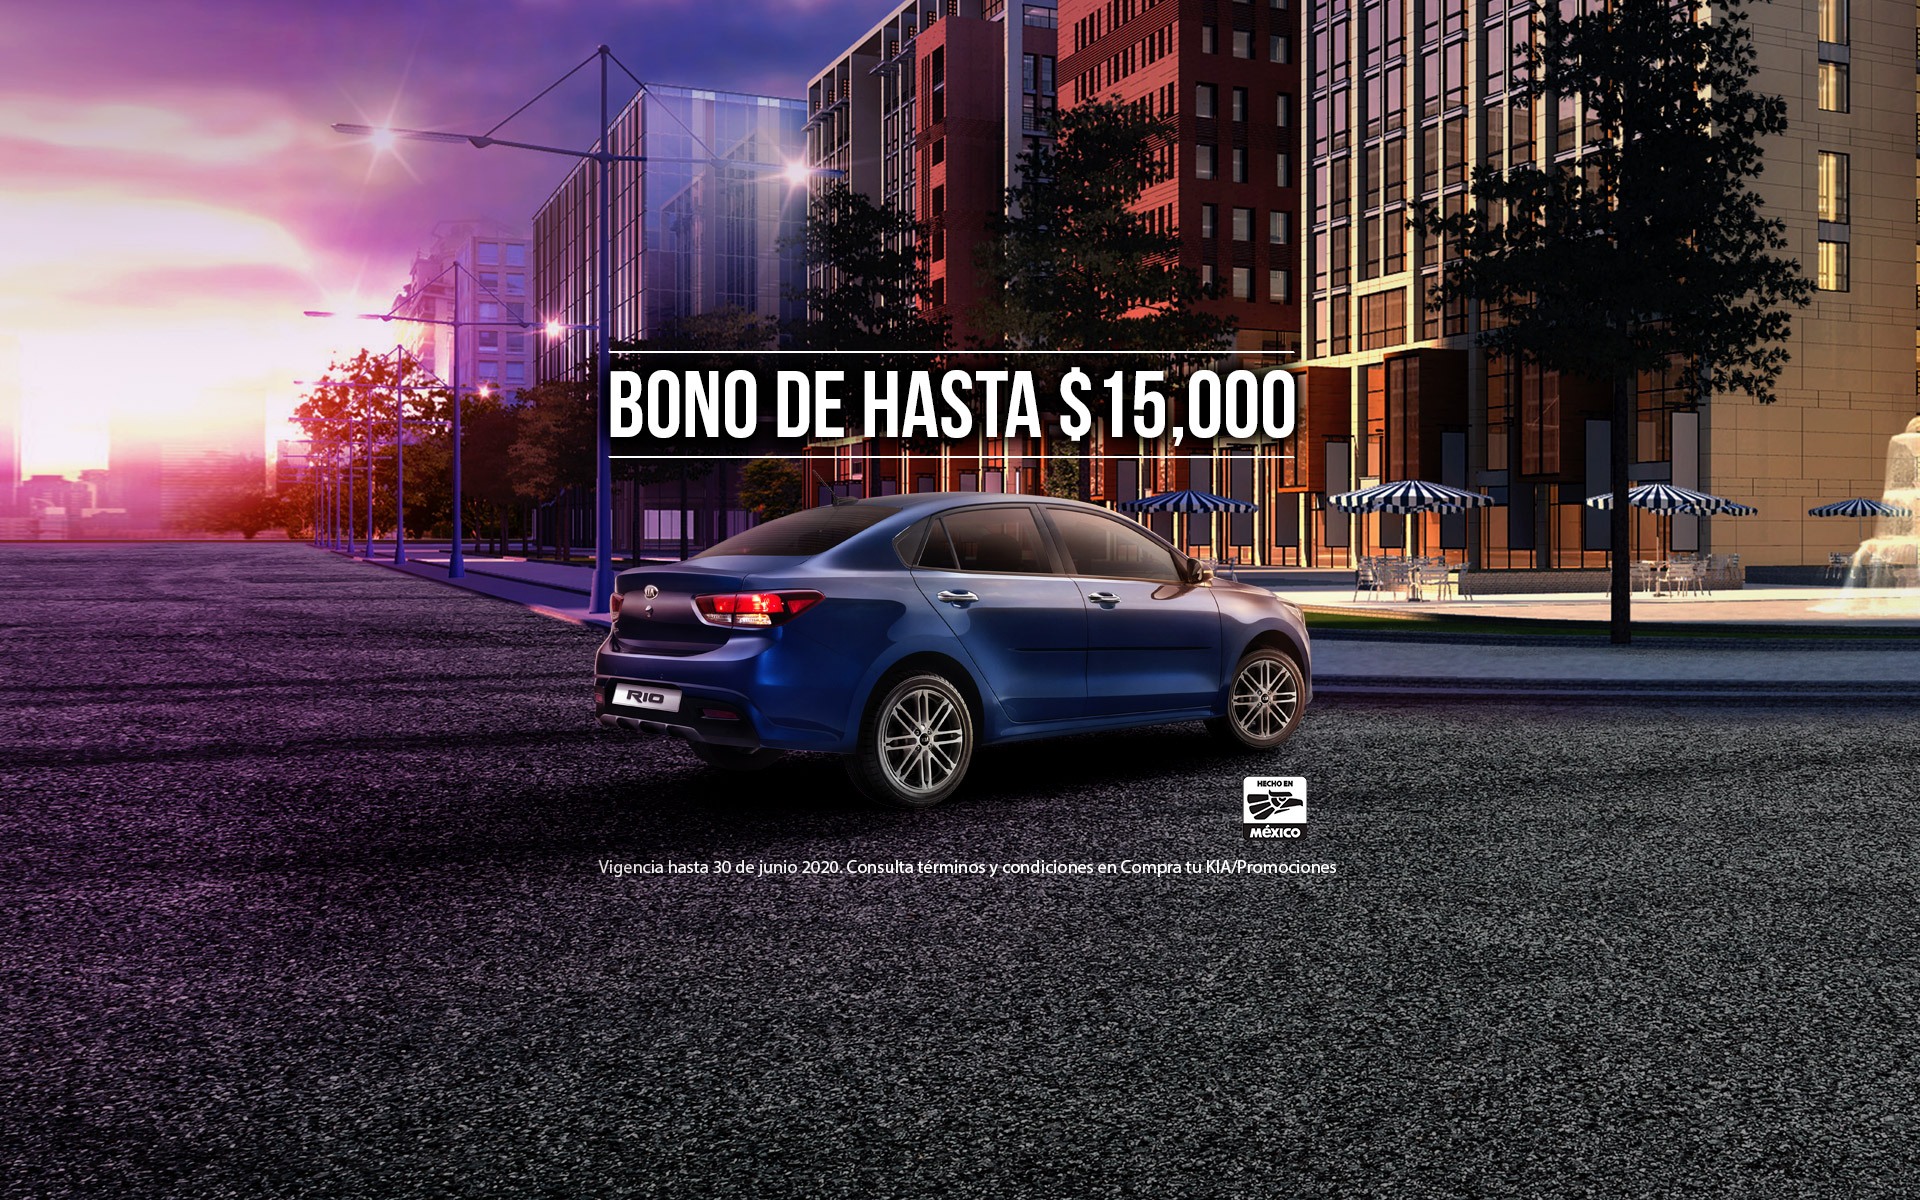 BONO DE HASTA $15,000
KIA
RIO
HECHO EN
MéXICO
Vigencia hasta 30 de junio 2020. Consulta términos y condiciones en Compra tu KIA/Promociones